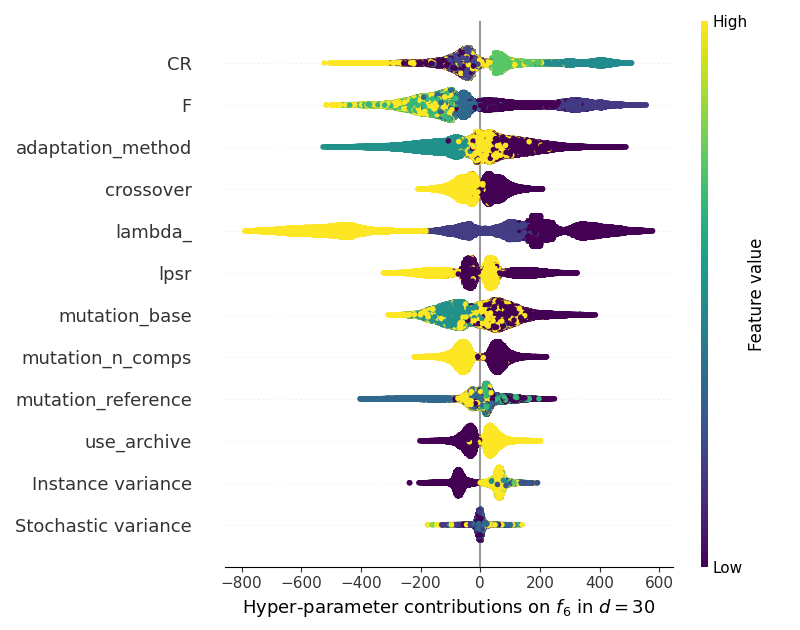 High
CR
F
adaptation_method
crossover
lambda_
lpsr
mutation_base
mutation_n_comps
mutation_reference
use_archive
Instance variance
Stochastic variance
Feature value
Low
−800 −600 −400 −200 0 200 400 600
Hyper-parameter contributions on f₆ in d = 30